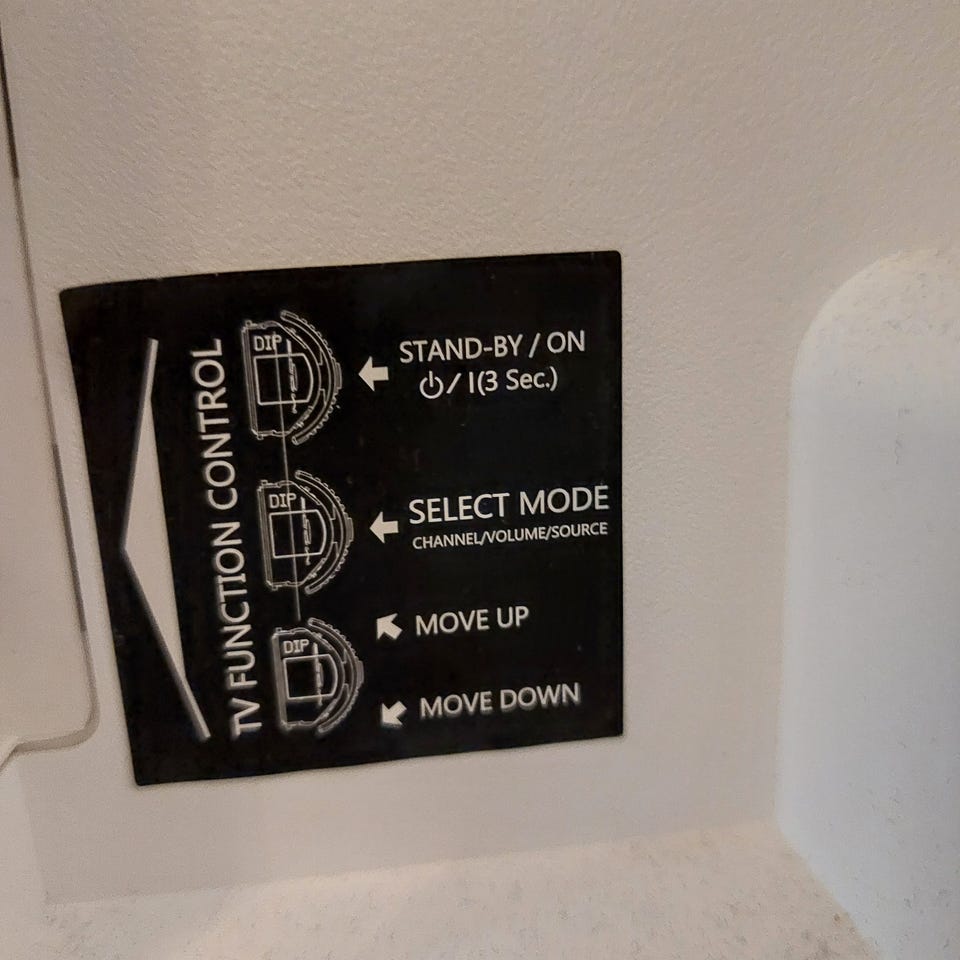 TV FUNCTION CONTROL
DIP
STAND-BY / ON
⏻/ I(3 Sec.)
DIP
SELECT MODE
CHANNEL/VOLUME/SOURCE
DIP
MOVE UP
MOVE DOWN